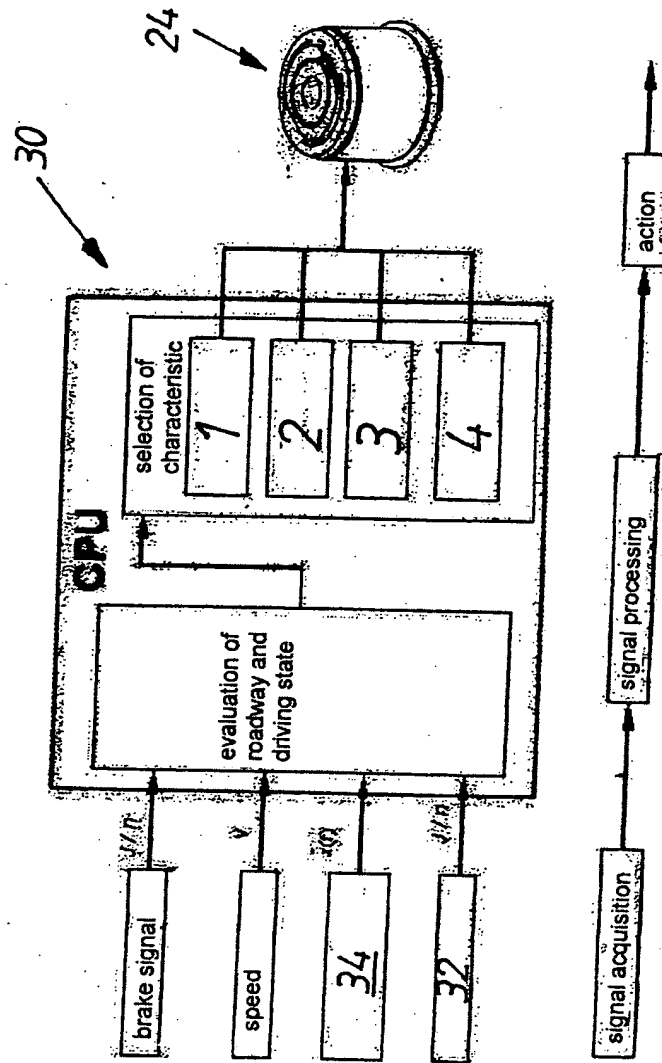 30
24
CPU
brake signal
speed
34
32
J/n
v
J/n
evaluation of
roadway and
driving state
selection of
characteristic
1
2
3
4
signal acquisition
signal processing
action